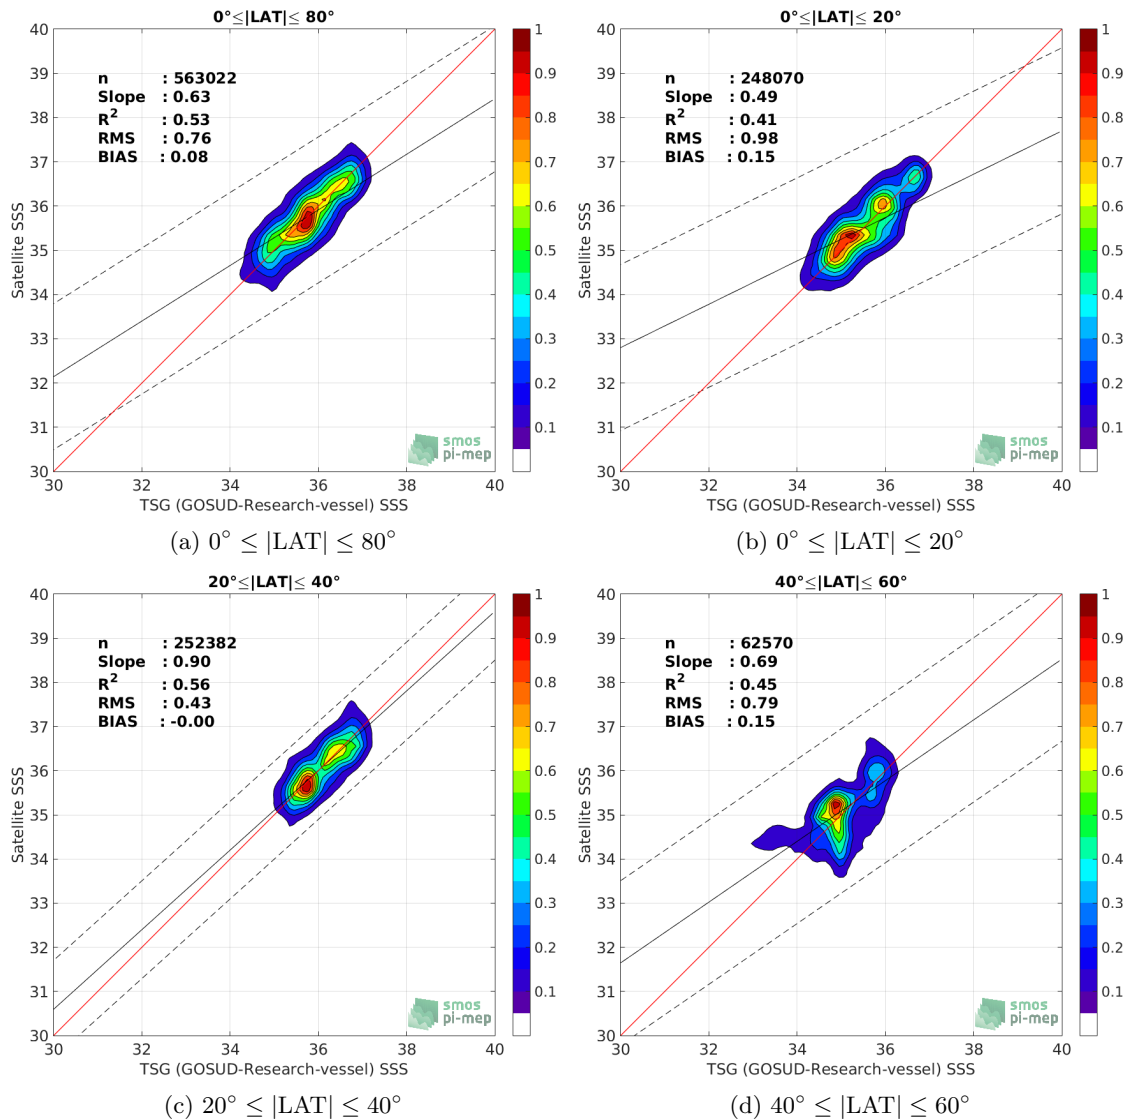 0°≤|LAT|≤ 80°
n : 563022
Slope : 0.63
R² : 0.53
RMS : 0.76
BIAS : 0.08
40
39
38
37
36
35
34
33
32
31
30
Satellite SSS
30 32 34 36 38 40
TSG (GOSUD-Research-vessel) SSS
1
0.9
0.8
0.7
0.6
0.5
0.4
0.3
0.2
0.1
smos
pi-mep
(a) 0° ≤ |LAT| ≤ 80°
0°≤|LAT|≤ 20°
n : 248070
Slope : 0.49
R² : 0.41
RMS : 0.98
BIAS : 0.15
40
39
38
37
36
35
34
33
32
31
30
Satellite SSS
30 32 34 36 38 40
TSG (GOSUD-Research-vessel) SSS
1
0.9
0.8
0.7
0.6
0.5
0.4
0.3
0.2
0.1
smos
pi-mep
(b) 0° ≤ |LAT| ≤ 20°
20°≤|LAT|≤ 40°
n : 252382
Slope : 0.90
R² : 0.56
RMS : 0.43
BIAS : -0.00
40
39
38
37
36
35
34
33
32
31
30
Satellite SSS
30 32 34 36 38 40
TSG (GOSUD-Research-vessel) SSS
1
0.9
0.8
0.7
0.6
0.5
0.4
0.3
0.2
0.1
smos
pi-mep
(c) 20° ≤ |LAT| ≤ 40°
40°≤|LAT|≤ 60°
n : 62570
Slope : 0.69
R² : 0.45
RMS : 0.79
BIAS : 0.15
40
39
38
37
36
35
34
33
32
31
30
Satellite SSS
30 32 34 36 38 40
TSG (GOSUD-Research-vessel) SSS
1
0.9
0.8
0.7
0.6
0.5
0.4
0.3
0.2
0.1
smos
pi-mep
(d) 40° ≤ |LAT| ≤ 60°